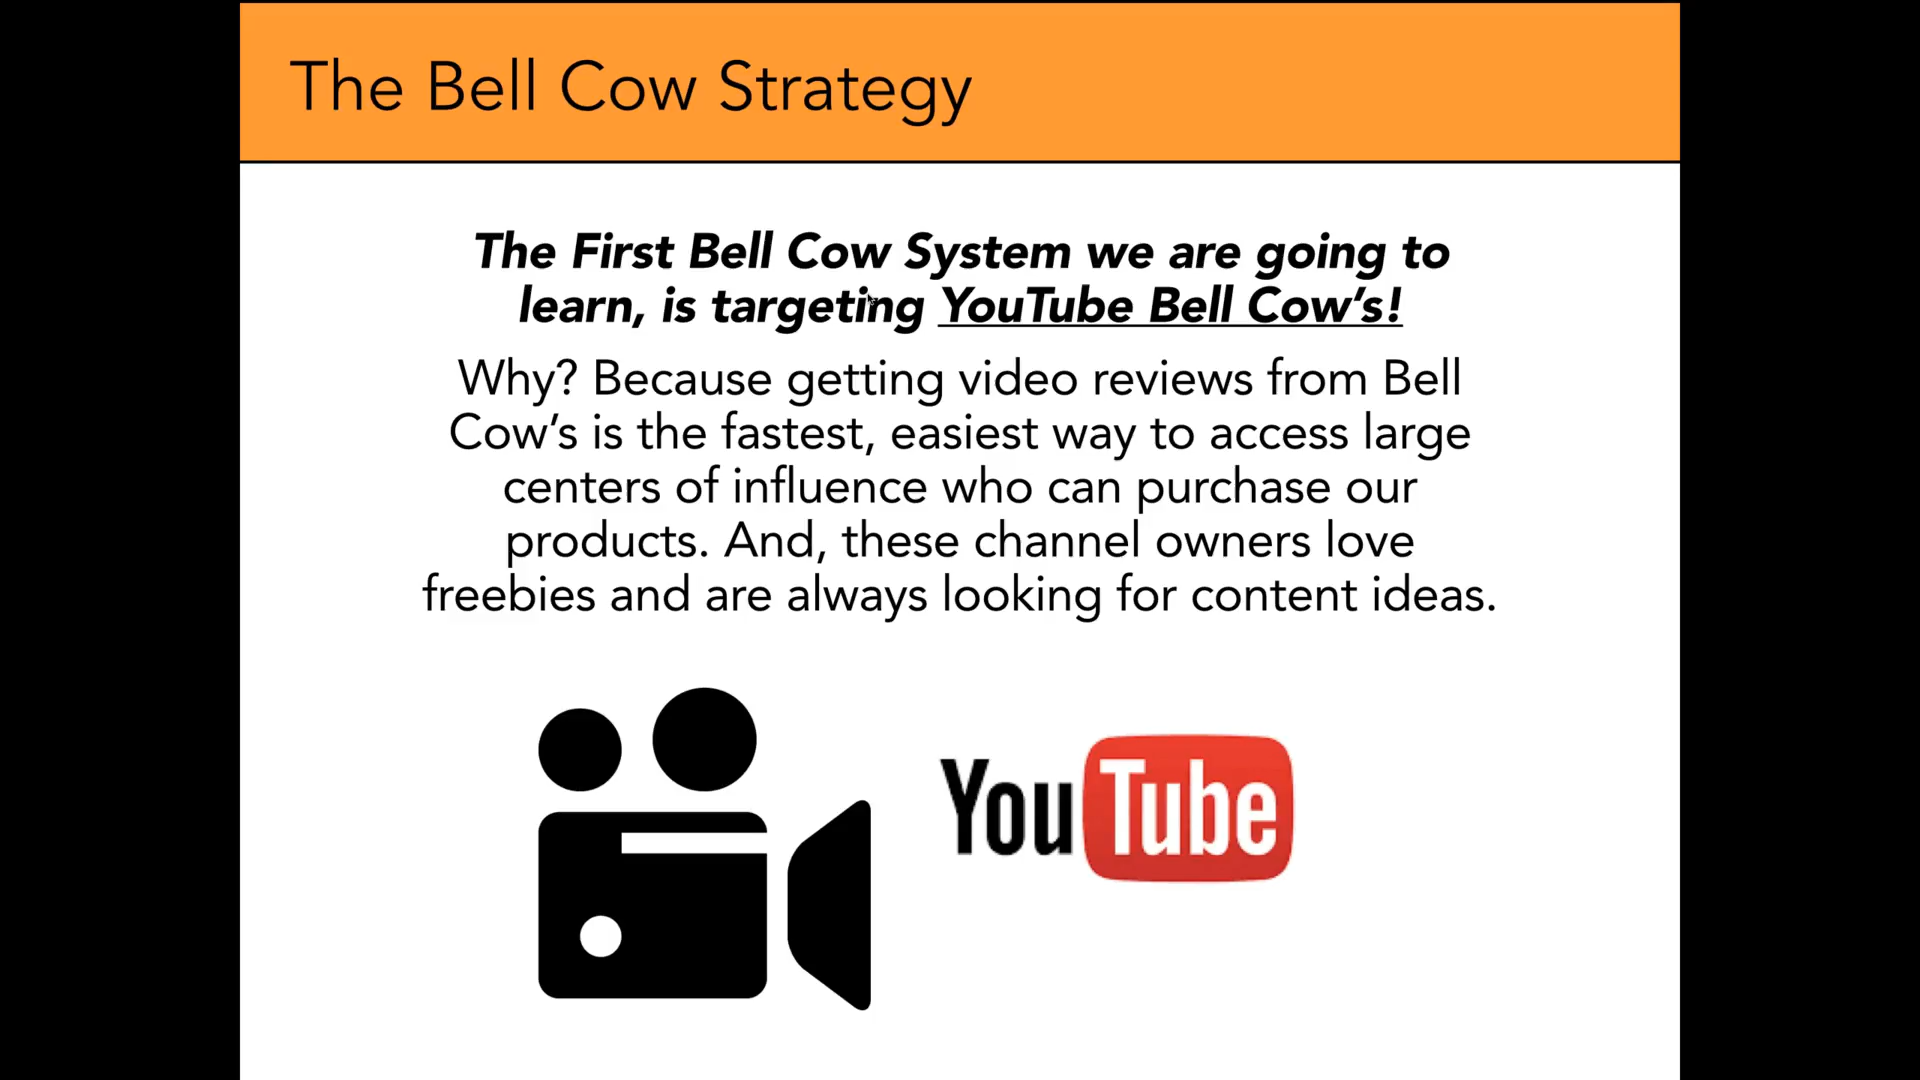 The Bell Cow Strategy
The First Bell Cow System we are going to
learn, is targeting YouTube Bell Cow’s!
Why? Because getting video reviews from Bell
Cow’s is the fastest, easiest way to access large
centers of influence who can purchase our
products. And, these channel owners love
freebies and are always looking for content ideas.
YouTube